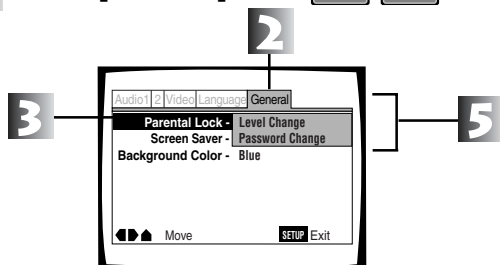 2
3
5
Audio1 2 Video Language General
Parental Lock - Level Change
Screen Saver - Password Change
Background Color - Blue
Move SETUP Exit